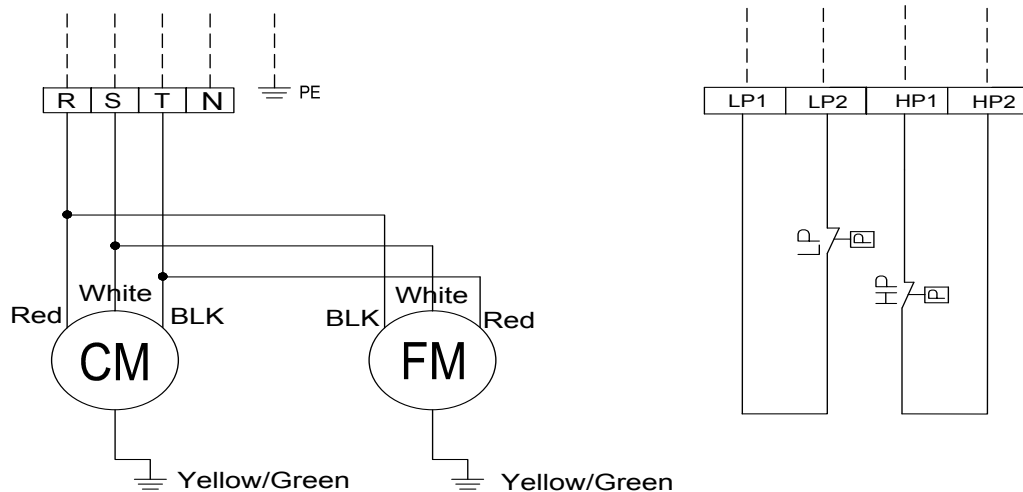 R S T N
PE
LP1 LP2 HP1 HP2
LP P
HP P
White
Red BLK
CM
White
BLK Red
FM
Yellow/Green
Yellow/Green